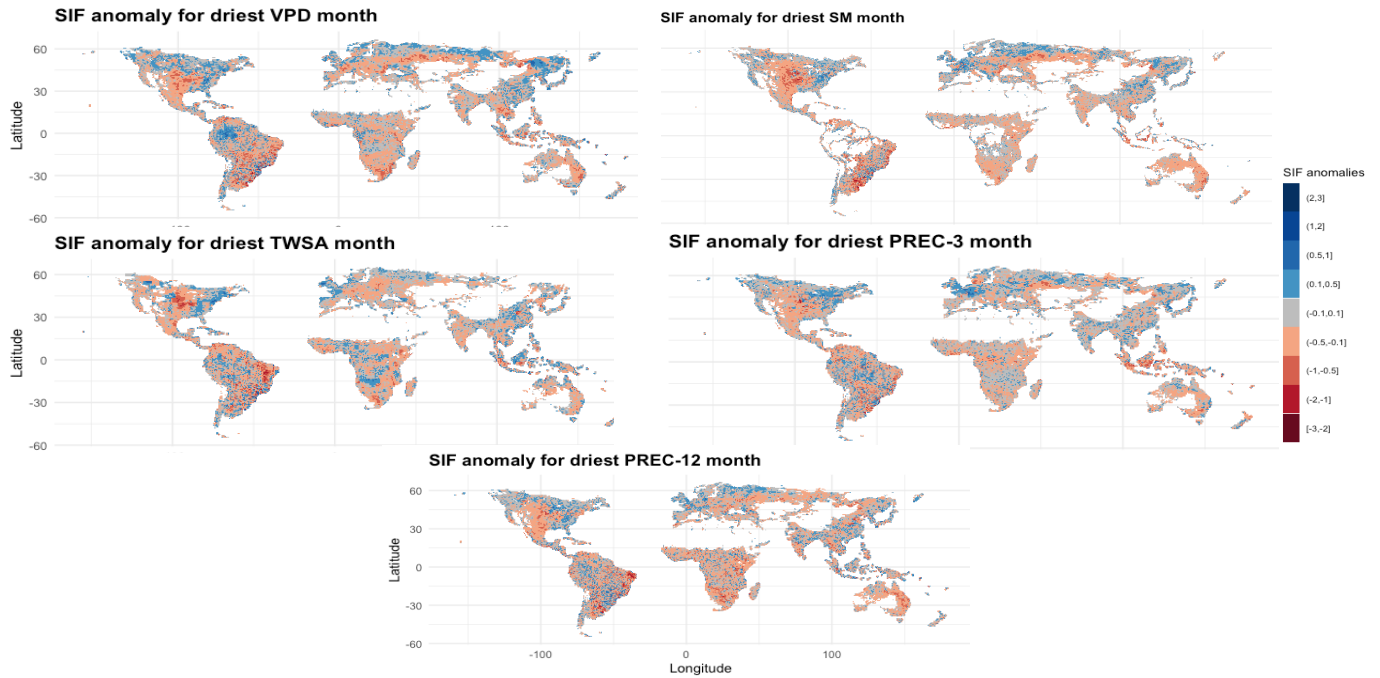 SIF anomaly for driest VPD month
SIF anomaly for driest SM month
60
30
0
-30
-60
Latitude
0
SIF anomalies
(2,3]
(1,2]
(0.5,1]
(0.1,0.5]
(-0.1,0.1]
(-0.5,-0.1]
(-1,-0.5]
(-2,-1]
[-3,-2]
SIF anomaly for driest TWSA month
SIF anomaly for driest PREC-3 month
60
30
0
-30
-60
Latitude
SIF anomaly for driest PREC-12 month
60
30
0
-30
-60
Latitude
-100
0
100
Longitude